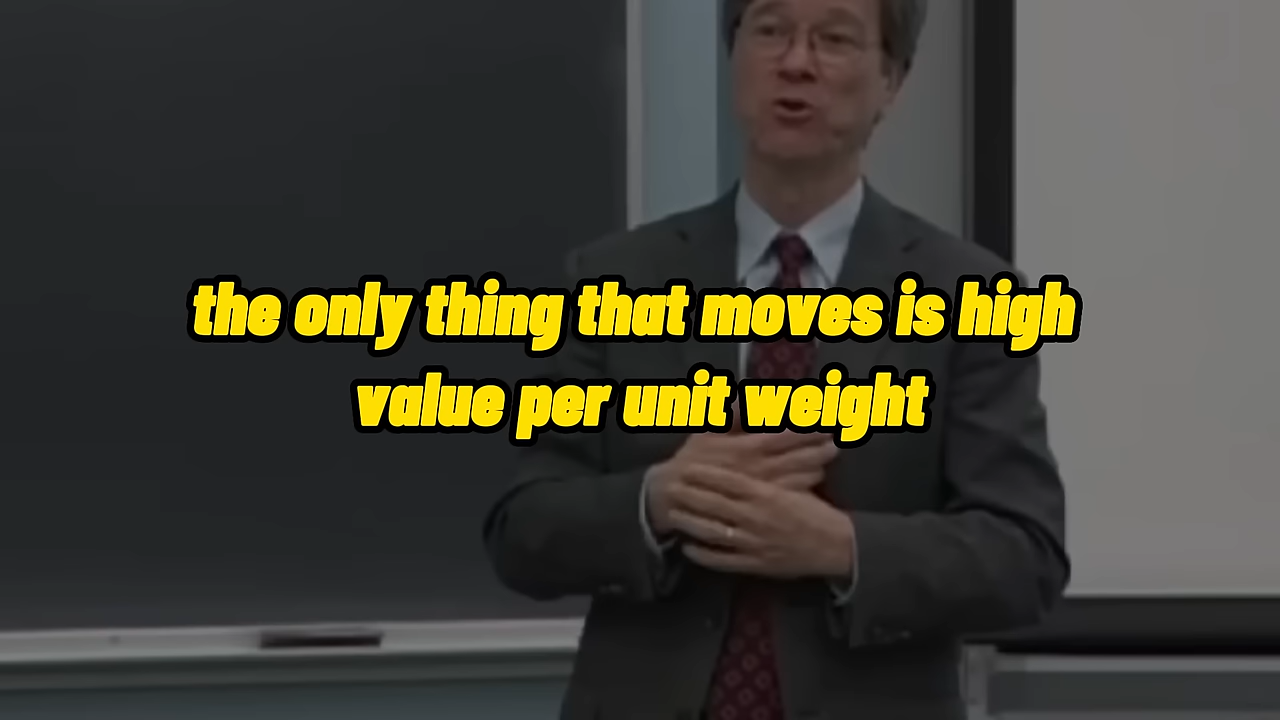 the only thing that moves is high
value per unit weight